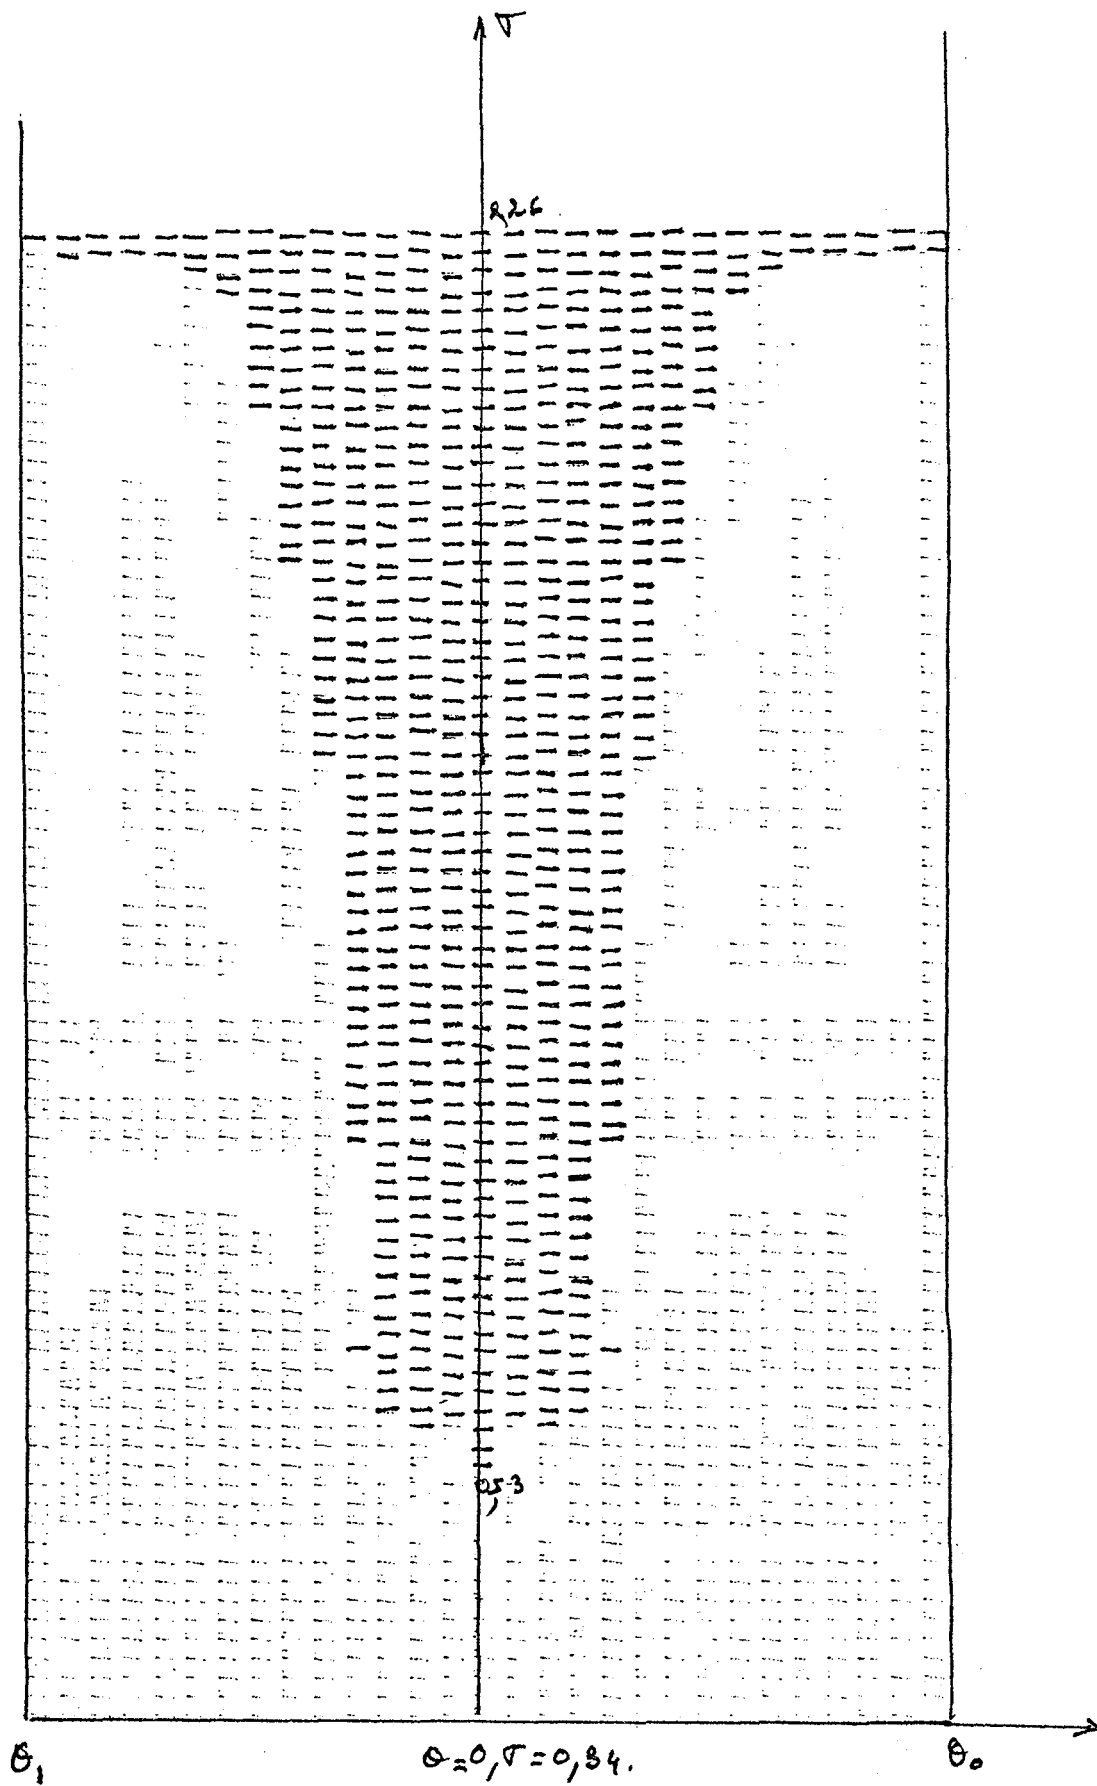 σ
2,26
0,53
θ₁
θ=0, σ=0,34.
θ₀